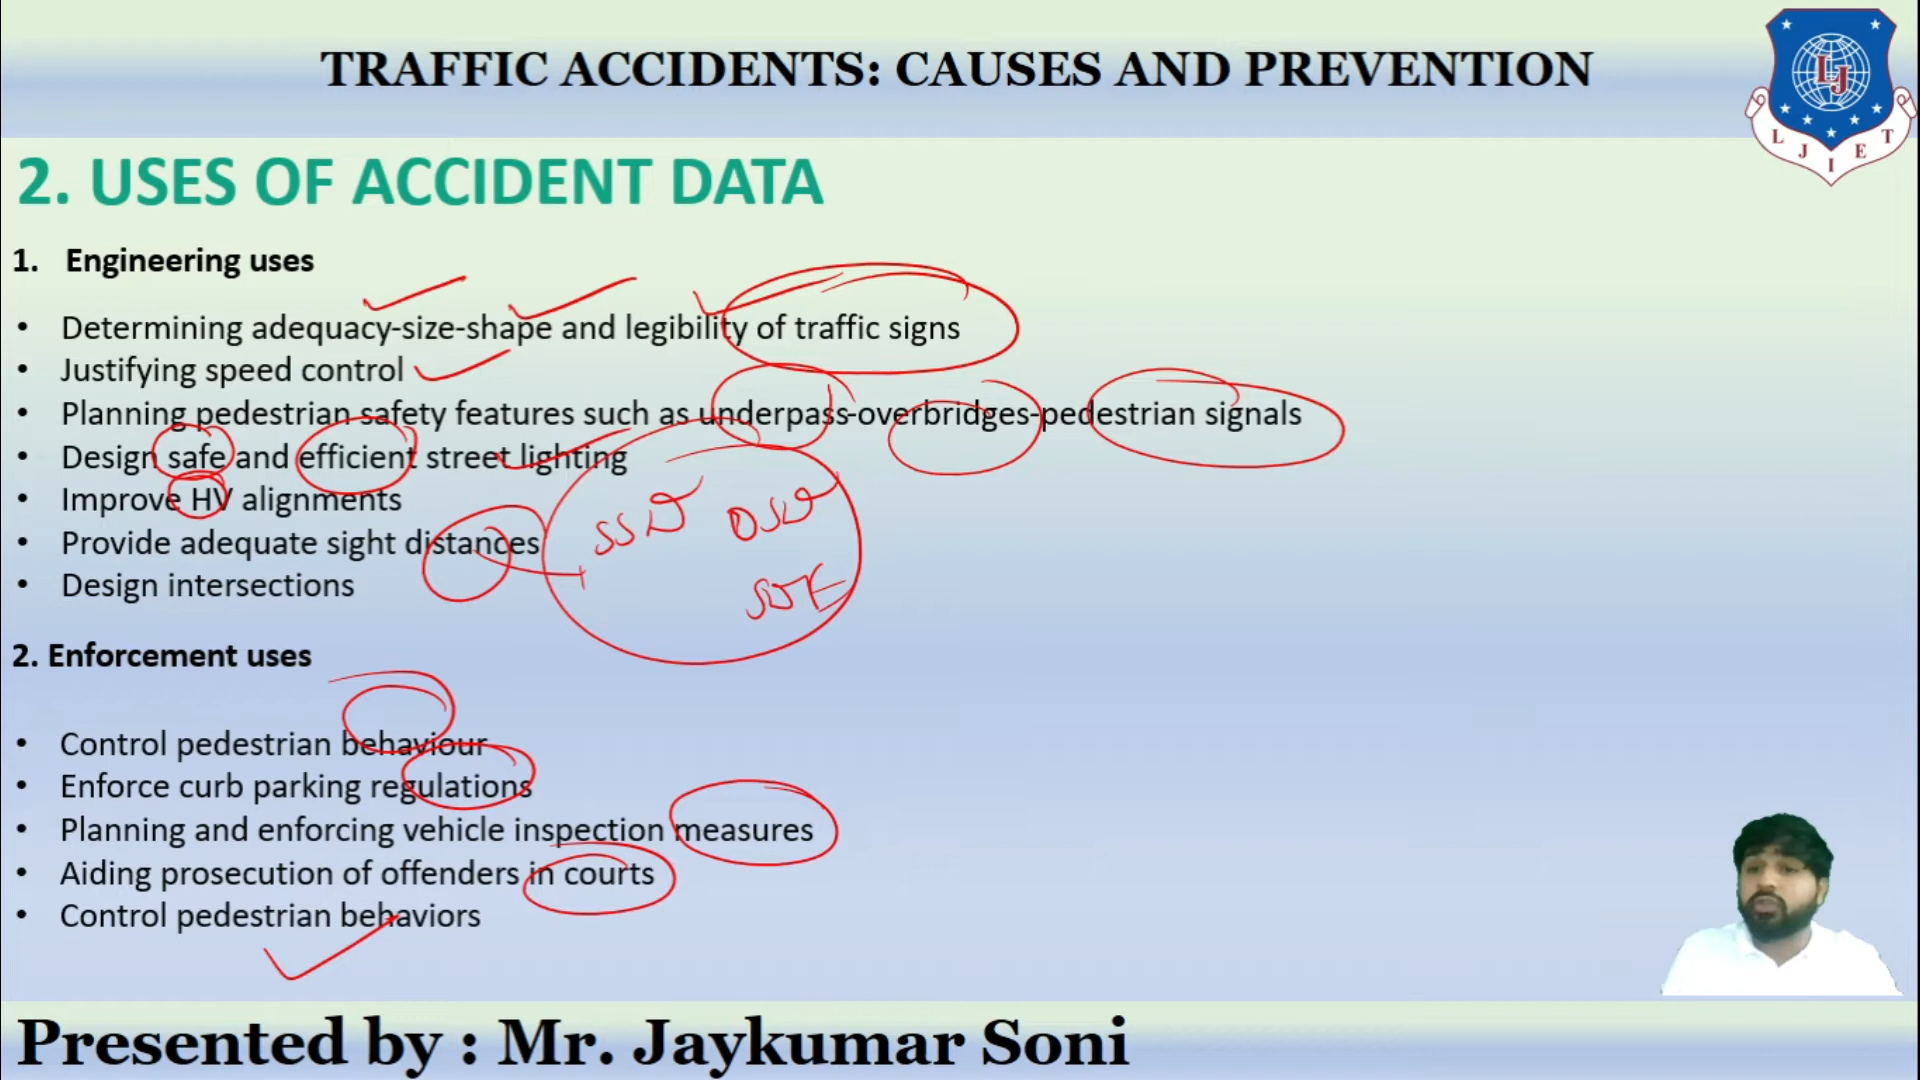 TRAFFIC ACCIDENTS: CAUSES AND PREVENTION
LJ
L J I E T
2. USES OF ACCIDENT DATA
1. Engineering uses
• Determining adequacy-size-shape and legibility of traffic signs
• Justifying speed control
• Planning pedestrian safety features such as underpass-overbridges-pedestrian signals
• Design safe and efficient street lighting
• Improve HV alignments
• Provide adequate sight distances
• Design intersections
SSD OSD
2. Enforcement uses
• Control pedestrian behaviour
• Enforce curb parking regulations
• Planning and enforcing vehicle inspection measures
• Aiding prosecution of offenders in courts
• Control pedestrian behaviors
Presented by : Mr. Jaykumar Soni